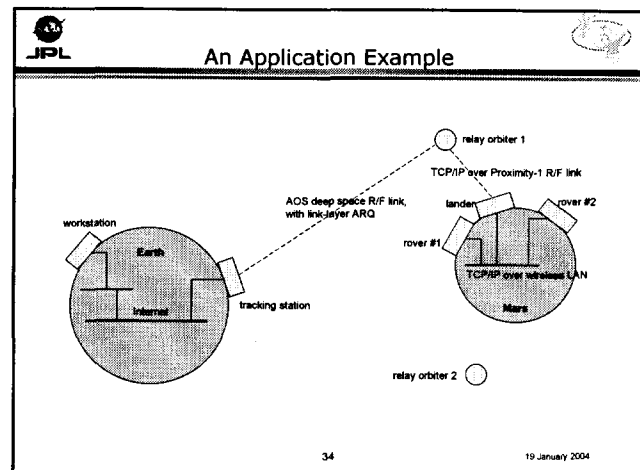 JPL
An Application Example
relay orbiter 1
TCP/IP over Proximity-1 R/F link
AOS deep space R/F link,
with link-layer ARQ
lander
rover #2
workstation
rover #1
Earth
TCP/IP over wireless LAN
Internet
tracking station
Mars
relay orbiter 2
34
19 January 2004